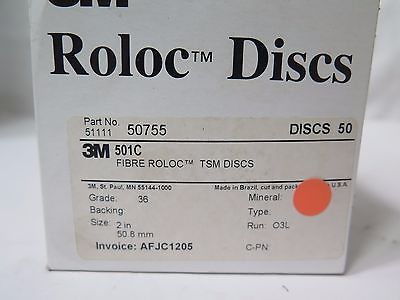 3M
Roloc™ Discs
Part No.
51111 50755 DISCS 50
3M 501C
FIBRE ROLOC™ TSM DISCS
3M, St. Paul, MN 55144-1000 Made in Brazil, cut and pack U.S.A.
Grade: 36 Mineral:
Backing: Type:
Size: 2 in Run: O3L
50.8 mm
Invoice: AFJC1205 C-PN: